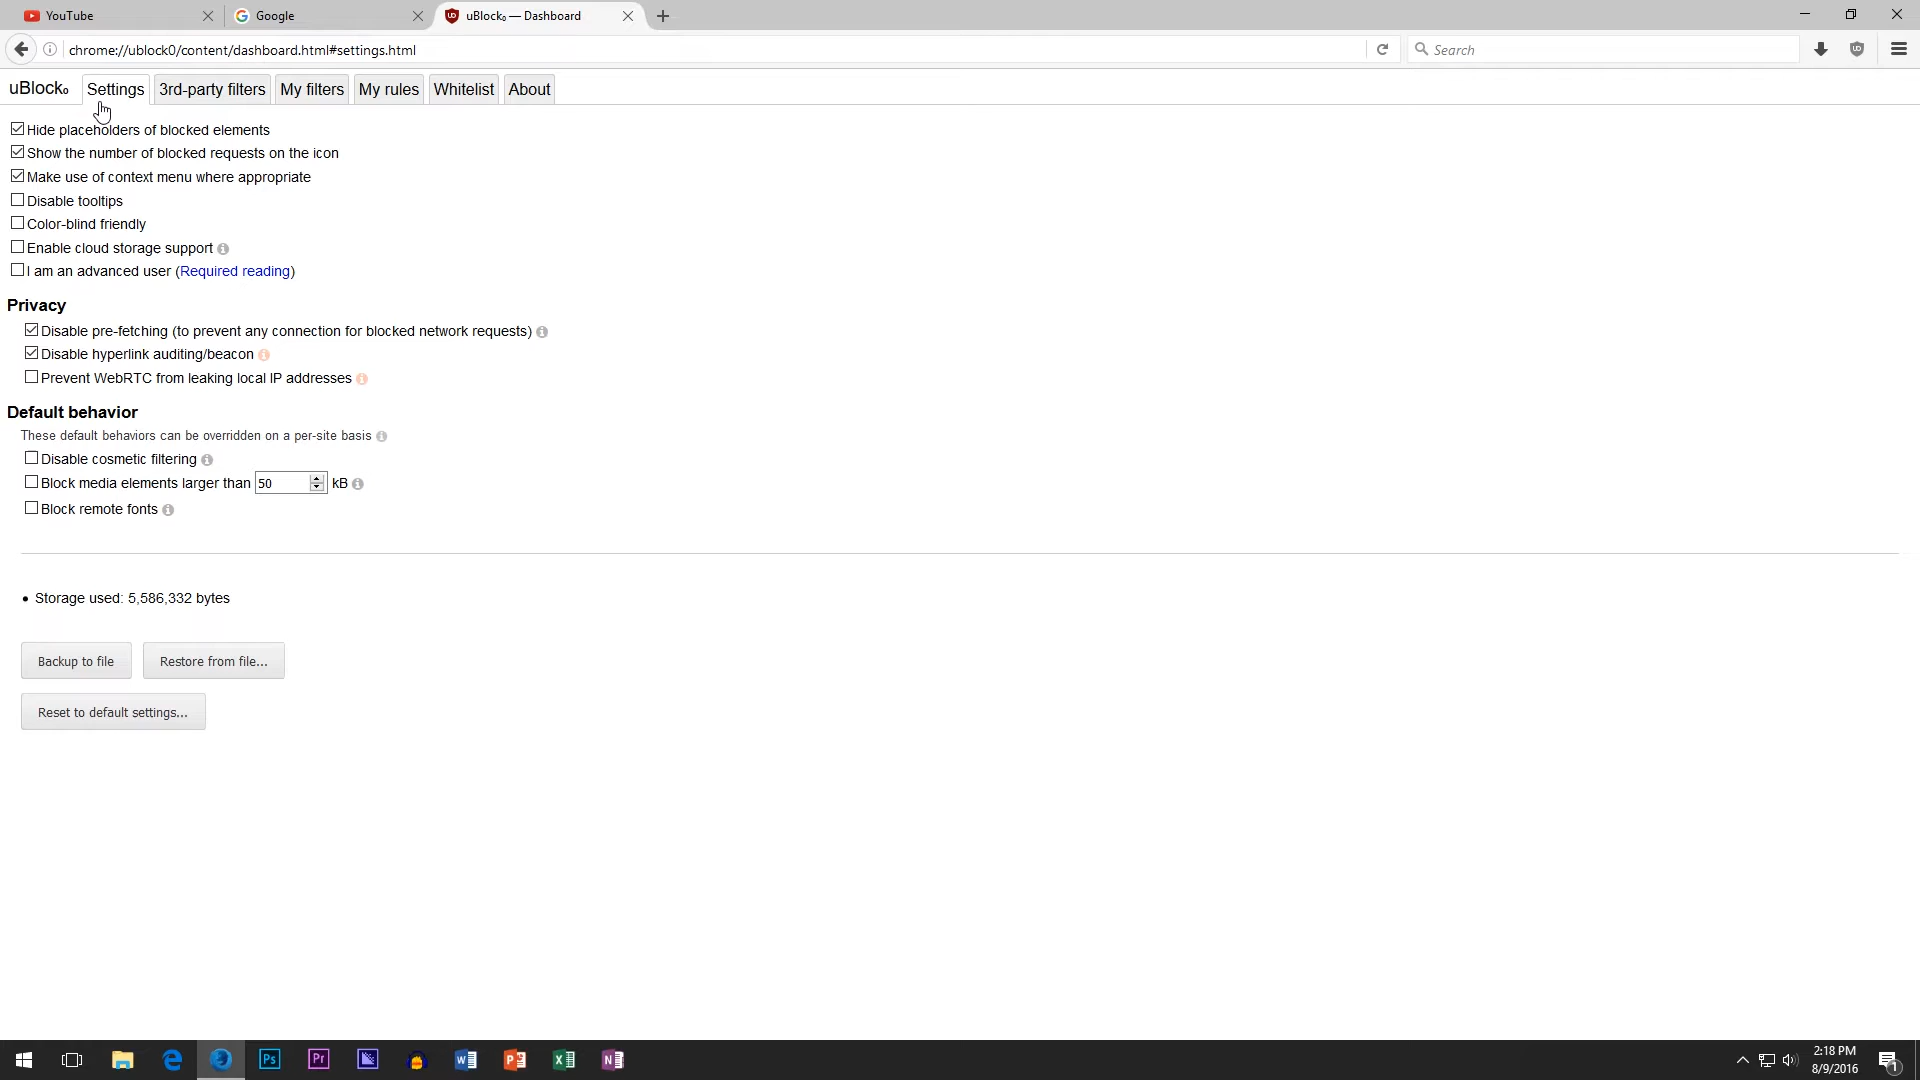 YouTube
Google
uBlock₀ — Dashboard
chrome://ublock0/content/dashboard.html#settings.html
Search
uBlock₀
Settings
3rd-party filters
My filters
My rules
Whitelist
About
Hide placeholders of blocked elements
Show the number of blocked requests on the icon
Make use of context menu where appropriate
Disable tooltips
Color-blind friendly
Enable cloud storage support
I am an advanced user (Required reading)
Privacy
Disable pre-fetching (to prevent any connection for blocked network requests)
Disable hyperlink auditing/beacon
Prevent WebRTC from leaking local IP addresses
Default behavior
These default behaviors can be overridden on a per-site basis
Disable cosmetic filtering
Block media elements larger than 50 kB
Block remote fonts
• Storage used: 5,586,332 bytes
Backup to file
Restore from file...
Reset to default settings...
Ps
Pr
2:18 PM
8/9/2016
1